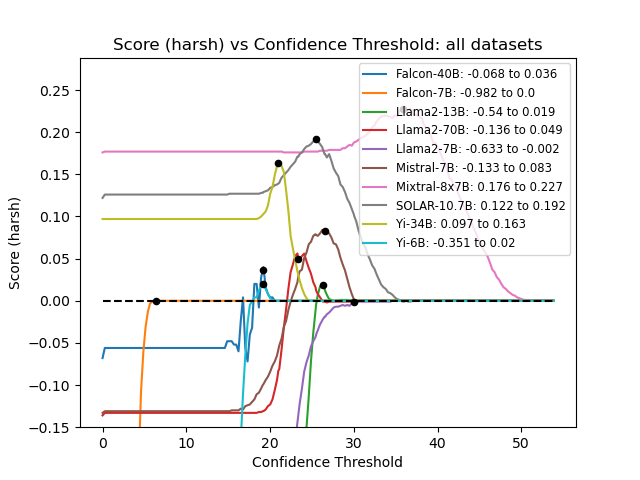 Score (harsh) vs Confidence Threshold: all datasets
Score (harsh)
0.25
0.20
0.15
0.10
0.05
0.00
−0.05
−0.10
−0.15
Falcon-40B: -0.068 to 0.036
Falcon-7B: -0.982 to 0.0
Llama2-13B: -0.54 to 0.019
Llama2-70B: -0.136 to 0.049
Llama2-7B: -0.633 to -0.002
Mistral-7B: -0.133 to 0.083
Mixtral-8x7B: 0.176 to 0.227
SOLAR-10.7B: 0.122 to 0.192
Yi-34B: 0.097 to 0.163
Yi-6B: -0.351 to 0.02
0 10 20 30 40 50
Confidence Threshold